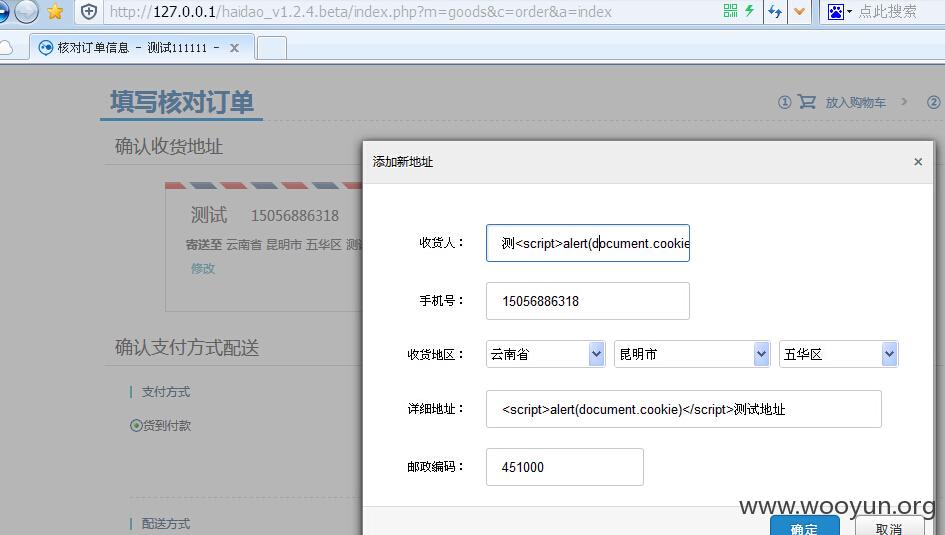 http://127.0.0.1/haidao_v1.2.4.beta/index.php?m=goods&c=order&a=index
点此搜索
核对订单信息 - 测试111111 -
填写核对订单
① 放入购物车 > ②
确认收货地址
添加新地址
测试 15056886318
寄送至 云南省 昆明市 五华区 测
修改
收货人：
测<script>alert(document.cookie
手机号：
15056886318
收货地区：
云南省 昆明市 五华区
详细地址：
<script>alert(document.cookie)</script>测试地址
邮政编码：
451000
确认支付方式配送
支付方式
货到付款
配送方式
确定 取消
www.wooyun.org